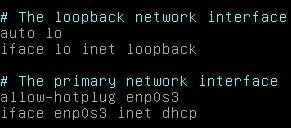 # The loopback network interface
auto lo
iface lo inet loopback
# The primary network interface
allow-hotplug enp0s3
iface enp0s3 inet dhcp